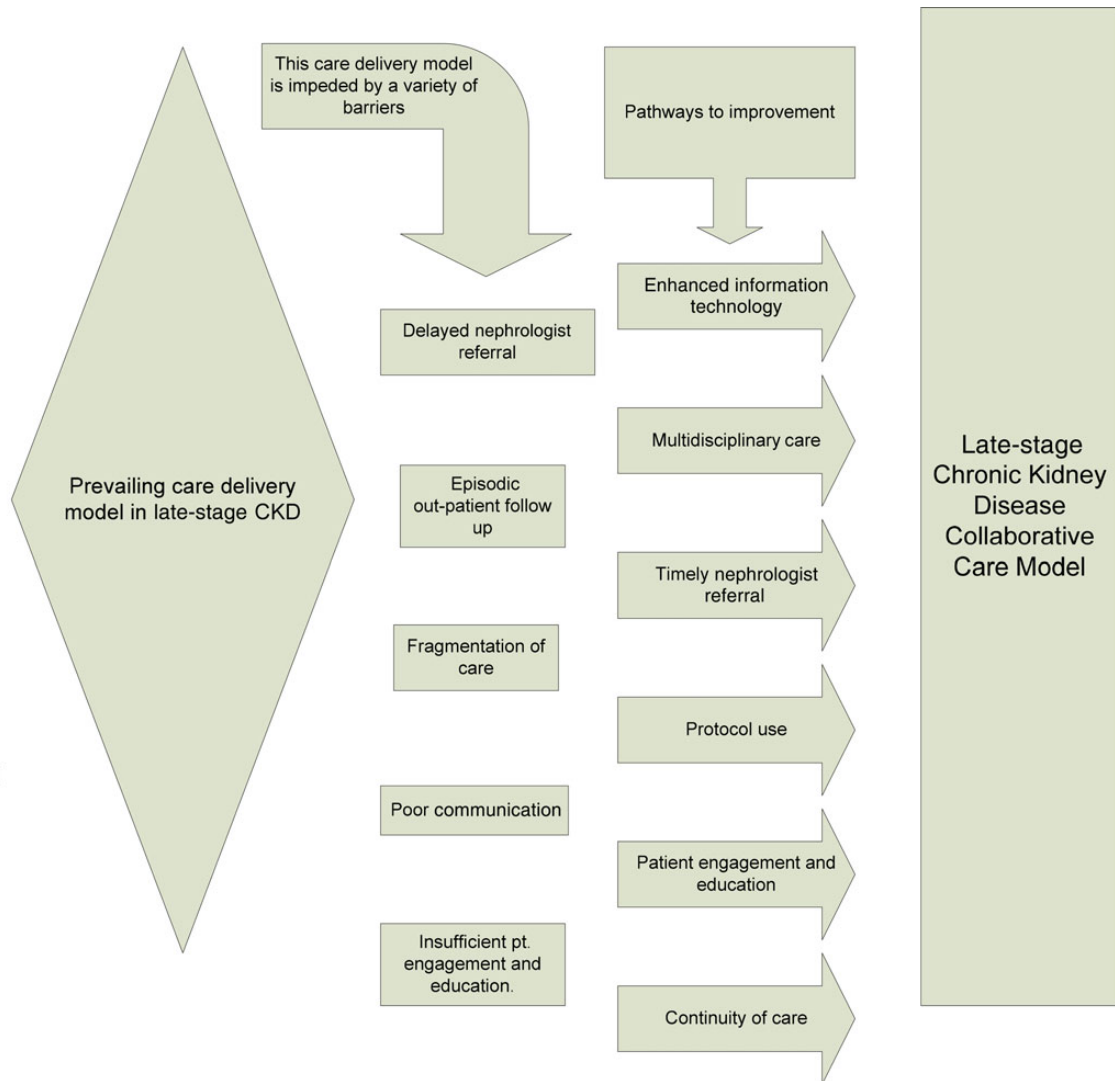 This care delivery model
is impeded by a variety of
barriers
Pathways to improvement
Prevailing care delivery
model in late-stage CKD
Delayed nephrologist
referral
Episodic
out-patient follow
up
Fragmentation of
care
Poor communication
Insufficient pt.
engagement and
education.
Enhanced information
technology
Multidisciplinary care
Timely nephrologist
referral
Protocol use
Patient engagement and
education
Continuity of care
Late-stage
Chronic Kidney
Disease
Collaborative
Care Model